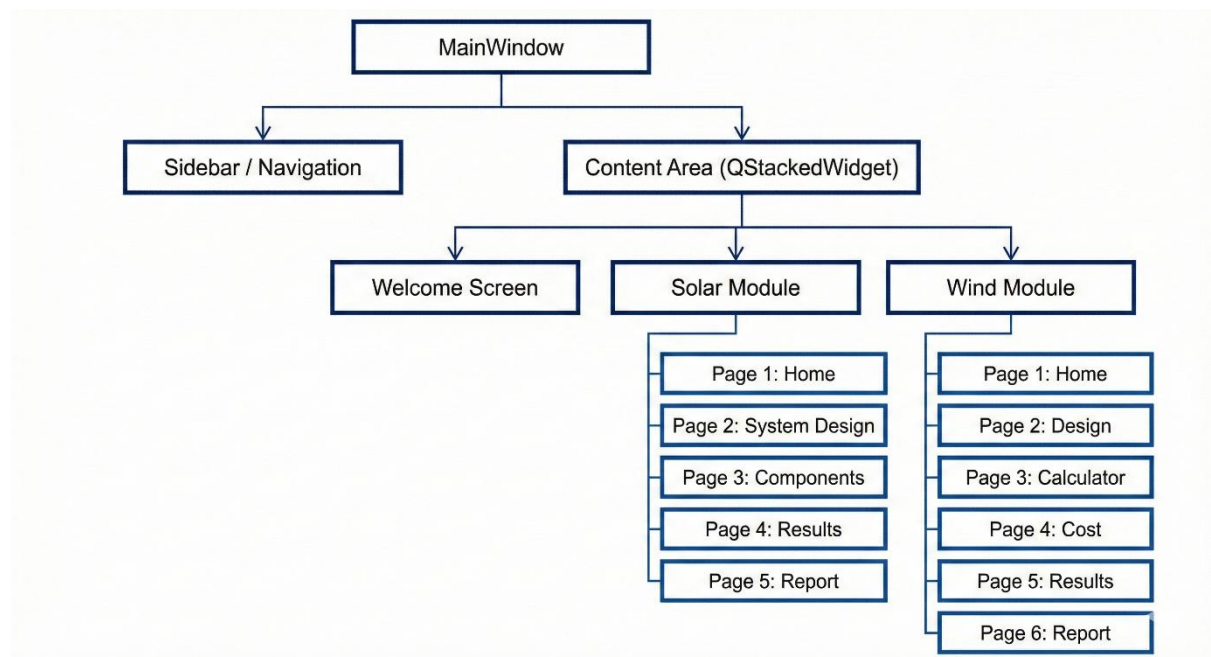 MainWindow
Sidebar / Navigation
Content Area (QStackedWidget)
Welcome Screen
Solar Module
Wind Module
Page 1: Home
Page 2: System Design
Page 3: Components
Page 4: Results
Page 5: Report
Page 1: Home
Page 2: Design
Page 3: Calculator
Page 4: Cost
Page 5: Results
Page 6: Report